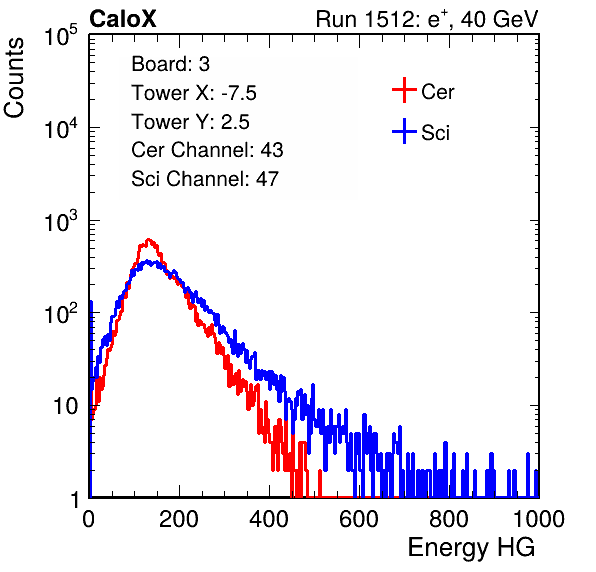 CaloX Run 1512: e⁺, 40 GeV
Counts
Board: 3
Tower X: -7.5
Tower Y: 2.5
Cer Channel: 43
Sci Channel: 47
Cer
Sci
10⁵
10⁴
10³
10²
10
1
0 200 400 600 800 1000
Energy HG